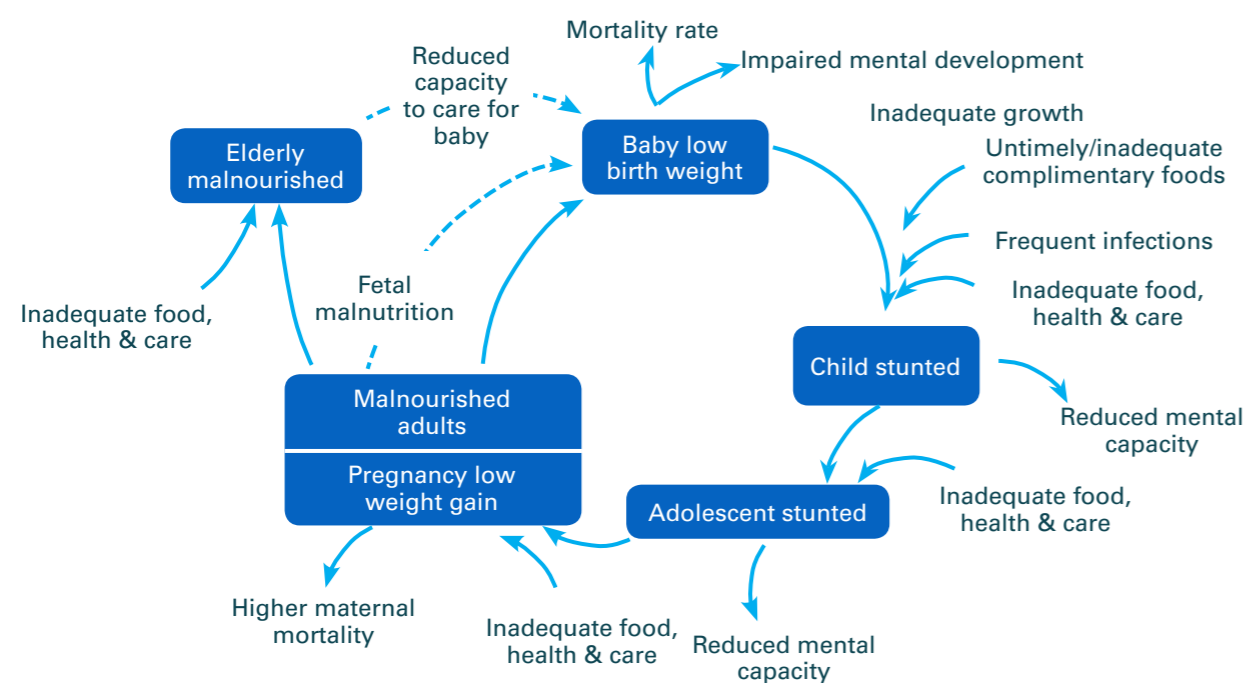 Mortality rate
Impaired mental development
Reduced
capacity
to care for
baby
Inadequate growth
Untimely/inadequate
complimentary foods
Elderly
malnourished
Baby low
birth weight
Frequent infections
Inadequate food,
health & care
Fetal
malnutrition
Inadequate food,
health & care
Child stunted
Malnourished
adults
Reduced mental
capacity
Pregnancy low
weight gain
Adolescent stunted
Inadequate food,
health & care
Higher maternal
mortality
Inadequate food,
health & care
Reduced mental
capacity